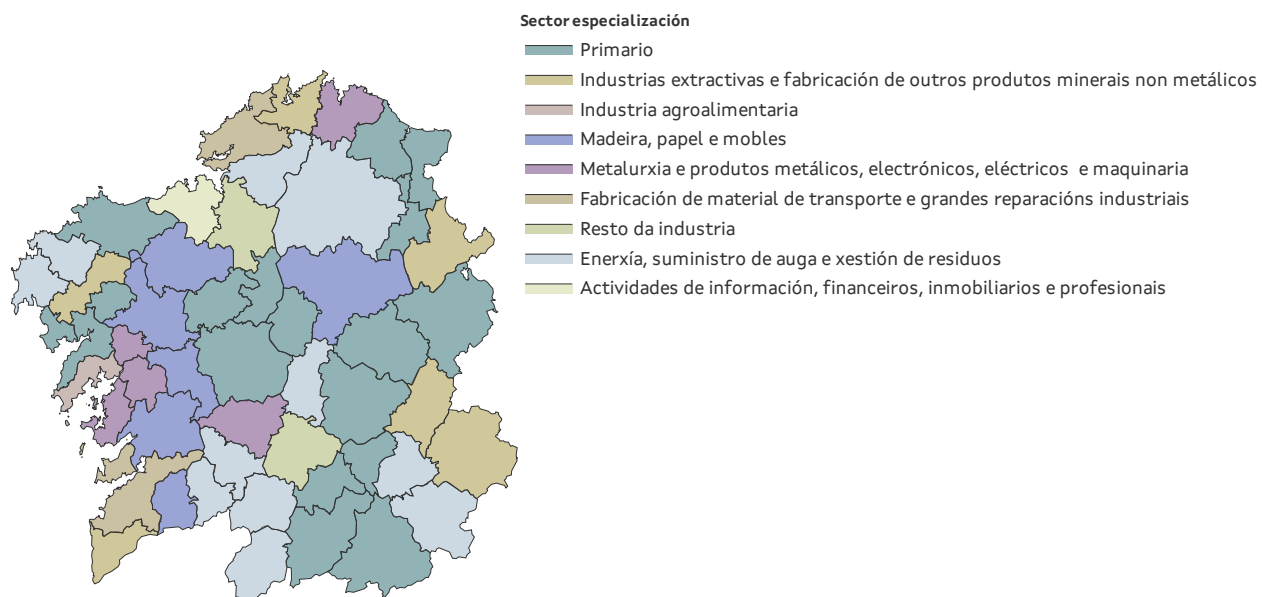 Sector especialización
Primario
Industrias extractivas e fabricación de outros produtos minerais non metálicos
Industria agroalimentaria
Madeira, papel e mobles
Metalurxia e produtos metálicos, electrónicos, eléctricos e maquinaria
Fabricación de material de transporte e grandes reparacións industriais
Resto da industria
Enerxía, suministro de auga e xestión de residuos
Actividades de información, financeiros, inmobiliarios e profesionais